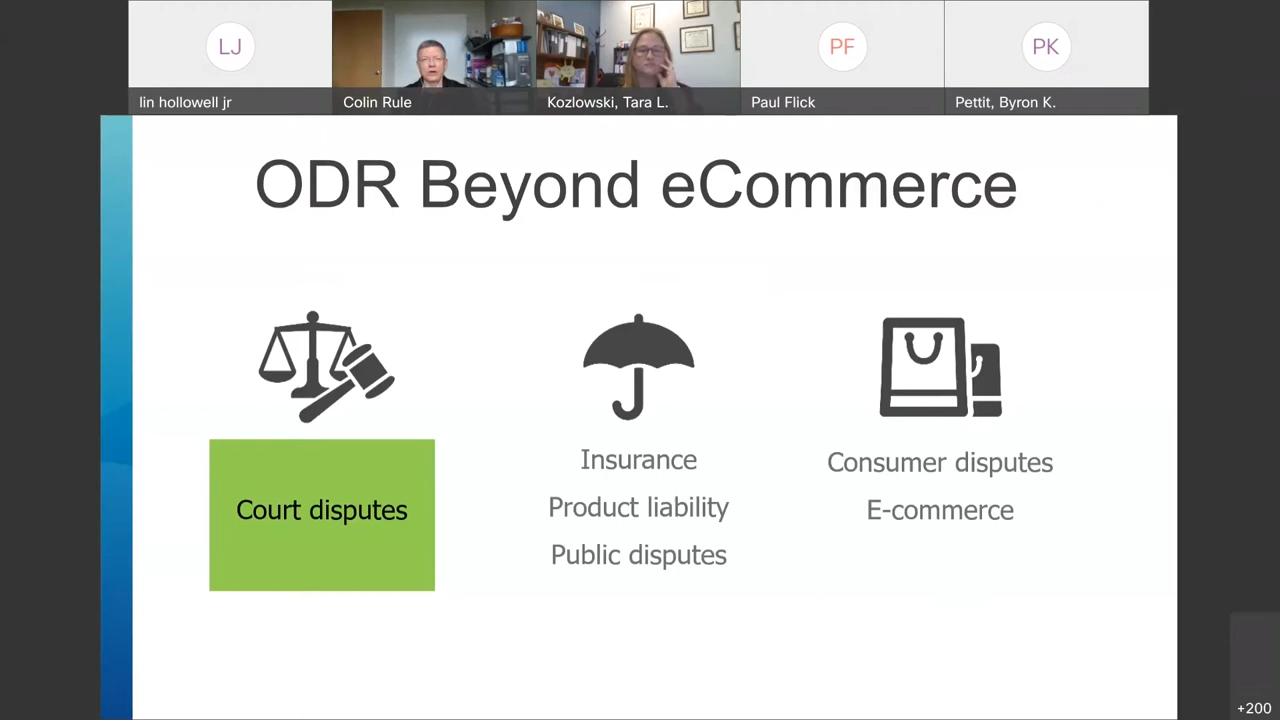 LJ
PF
PK
lin hollowell jr
Colin Rule
Kozlowski, Tara L.
Paul Flick
Pettit, Byron K.
ODR Beyond eCommerce
Court disputes
Insurance
Product liability
Public disputes
Consumer disputes
E-commerce
+200